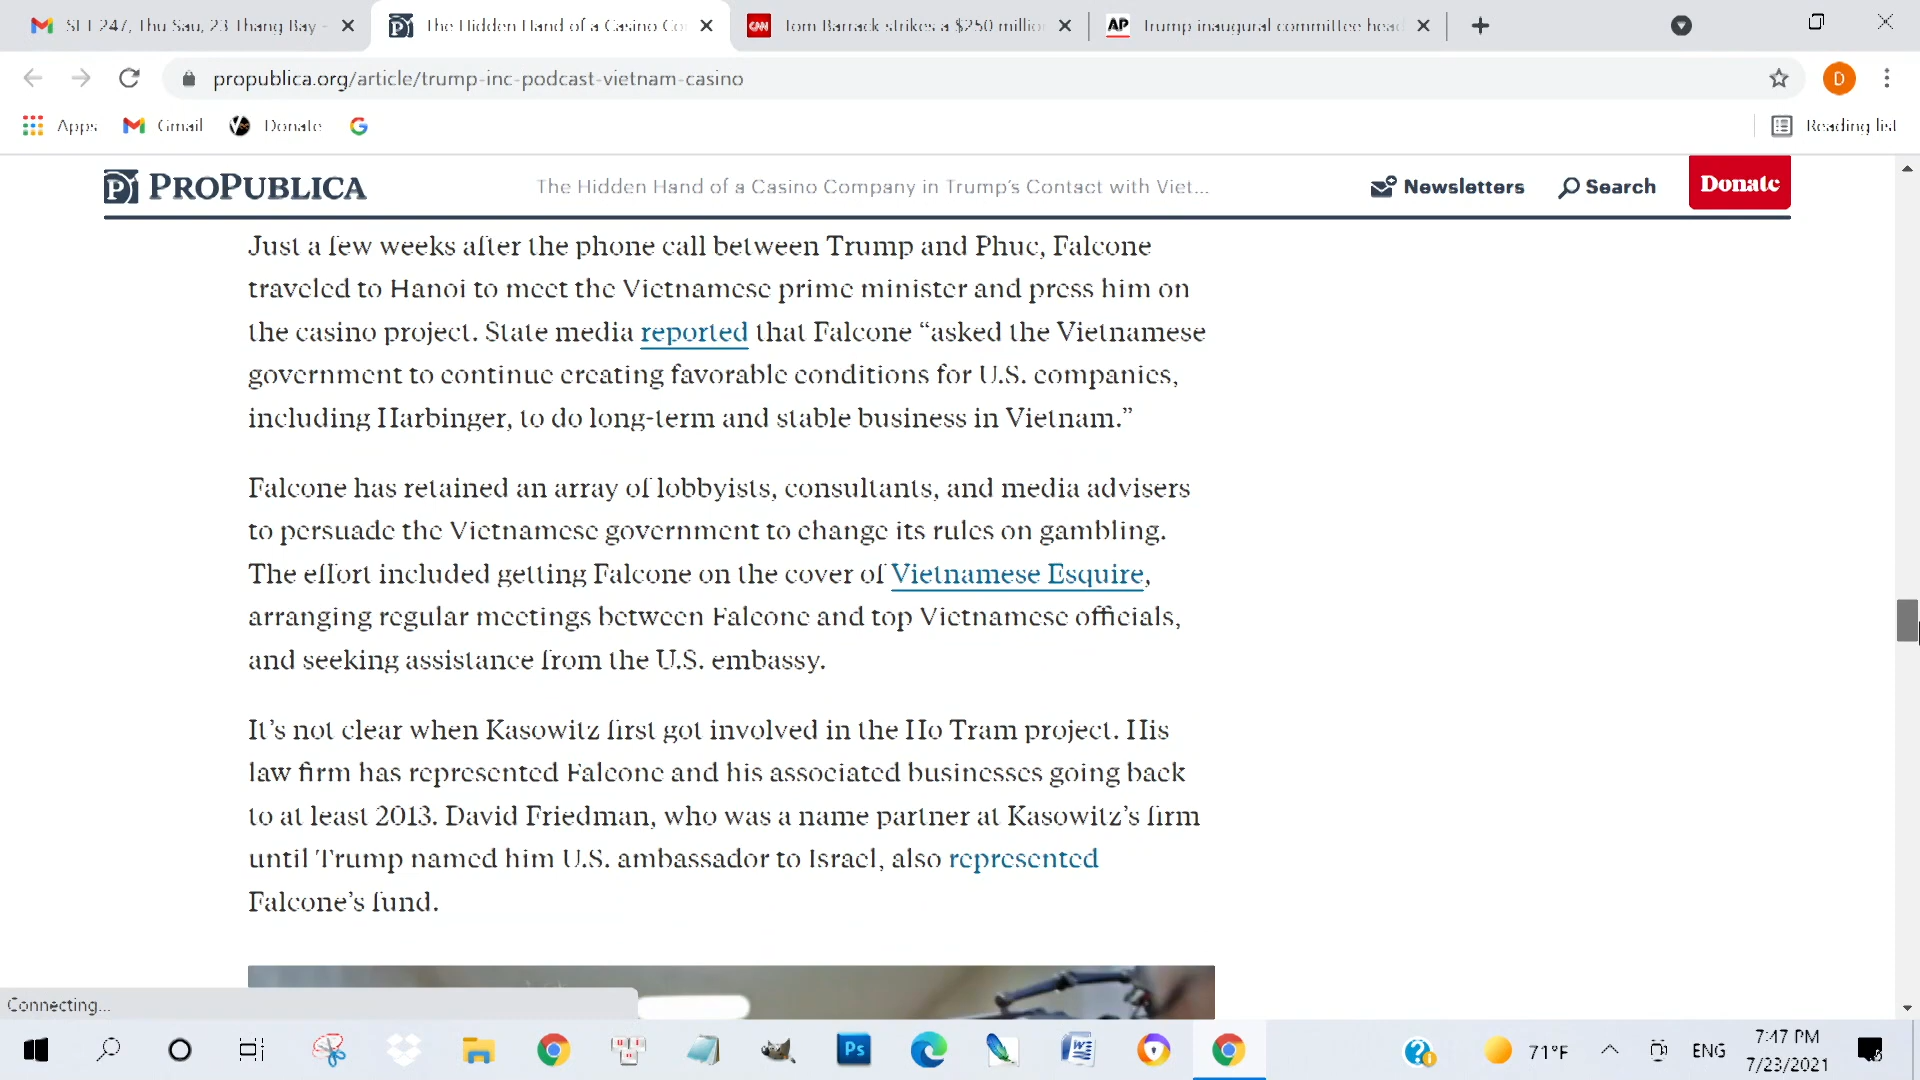 SET 247, Thu Sau, 23 Thang Bay -
The Hidden Hand of a Casino Co
Tom Barrack strikes a $250 millio
Trump inaugural committee head
propublica.org/article/trump-inc-podcast-vietnam-casino
D
Apps
Gmail
Donate
Reading list
PROPUBLICA
The Hidden Hand of a Casino Company in Trump's Contact with Viet...
Newsletters
Search
Donate
Just a few weeks after the phone call between Trump and Phuc, Falcone
traveled to Hanoi to meet the Vietnamese prime minister and press him on
the casino project. State media reported that Falcone “asked the Vietnamese
government to continue creating favorable conditions for U.S. companies,
including Harbinger, to do long-term and stable business in Vietnam.”
Falcone has retained an array of lobbyists, consultants, and media advisers
to persuade the Vietnamese government to change its rules on gambling.
The effort included getting Falcone on the cover of Vietnamese Esquire,
arranging regular meetings between Falcone and top Vietnamese officials,
and seeking assistance from the U.S. embassy.
It’s not clear when Kasowitz first got involved in the Ho Tram project. His
law firm has represented Falcone and his associated businesses going back
to at least 2013. David Friedman, who was a name partner at Kasowitz’s firm
until Trump named him U.S. ambassador to Israel, also represented
Falcone’s fund.
Connecting...
71°F
ENG
7:47 PM
7/23/2021